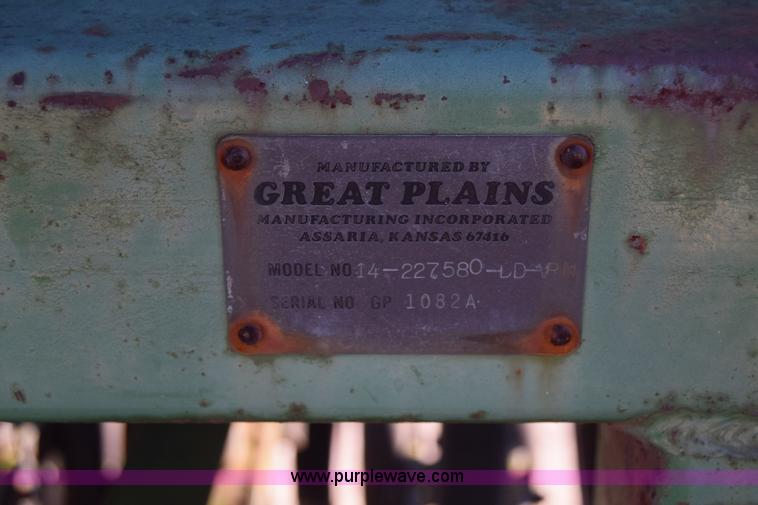 MANUFACTURED BY
GREAT PLAINS
MANUFACTURING INCORPORATED
ASSARIA, KANSAS 67416
MODEL NO. 14-227580-DD-
SERIAL NO GP 1082A
www.purplewave.com